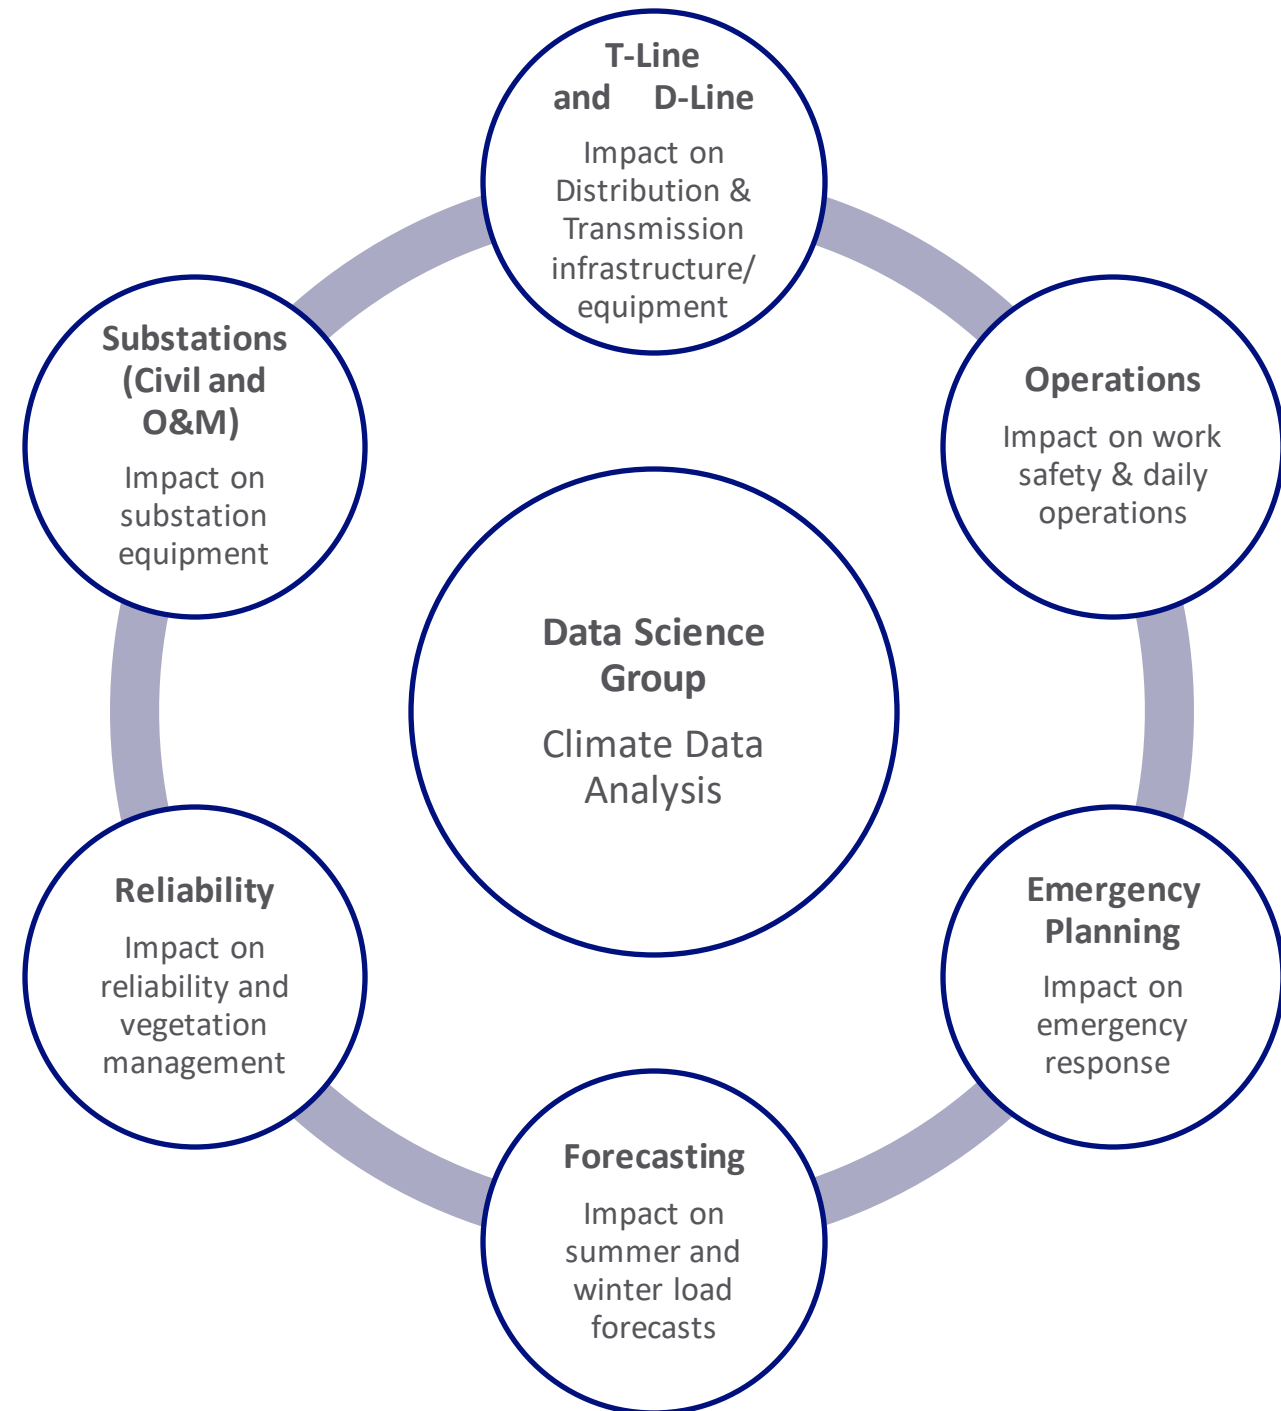 T-Line
and D-Line
Impact on
Distribution &
Transmission
infrastructure/
equipment
Operations
Impact on work
safety & daily
operations
Emergency
Planning
Impact on
emergency
response
Forecasting
Impact on
summer and
winter load
forecasts
Reliability
Impact on
reliability and
vegetation
management
Substations
(Civil and
O&M)
Impact on
substation
equipment
Data Science
Group
Climate Data
Analysis